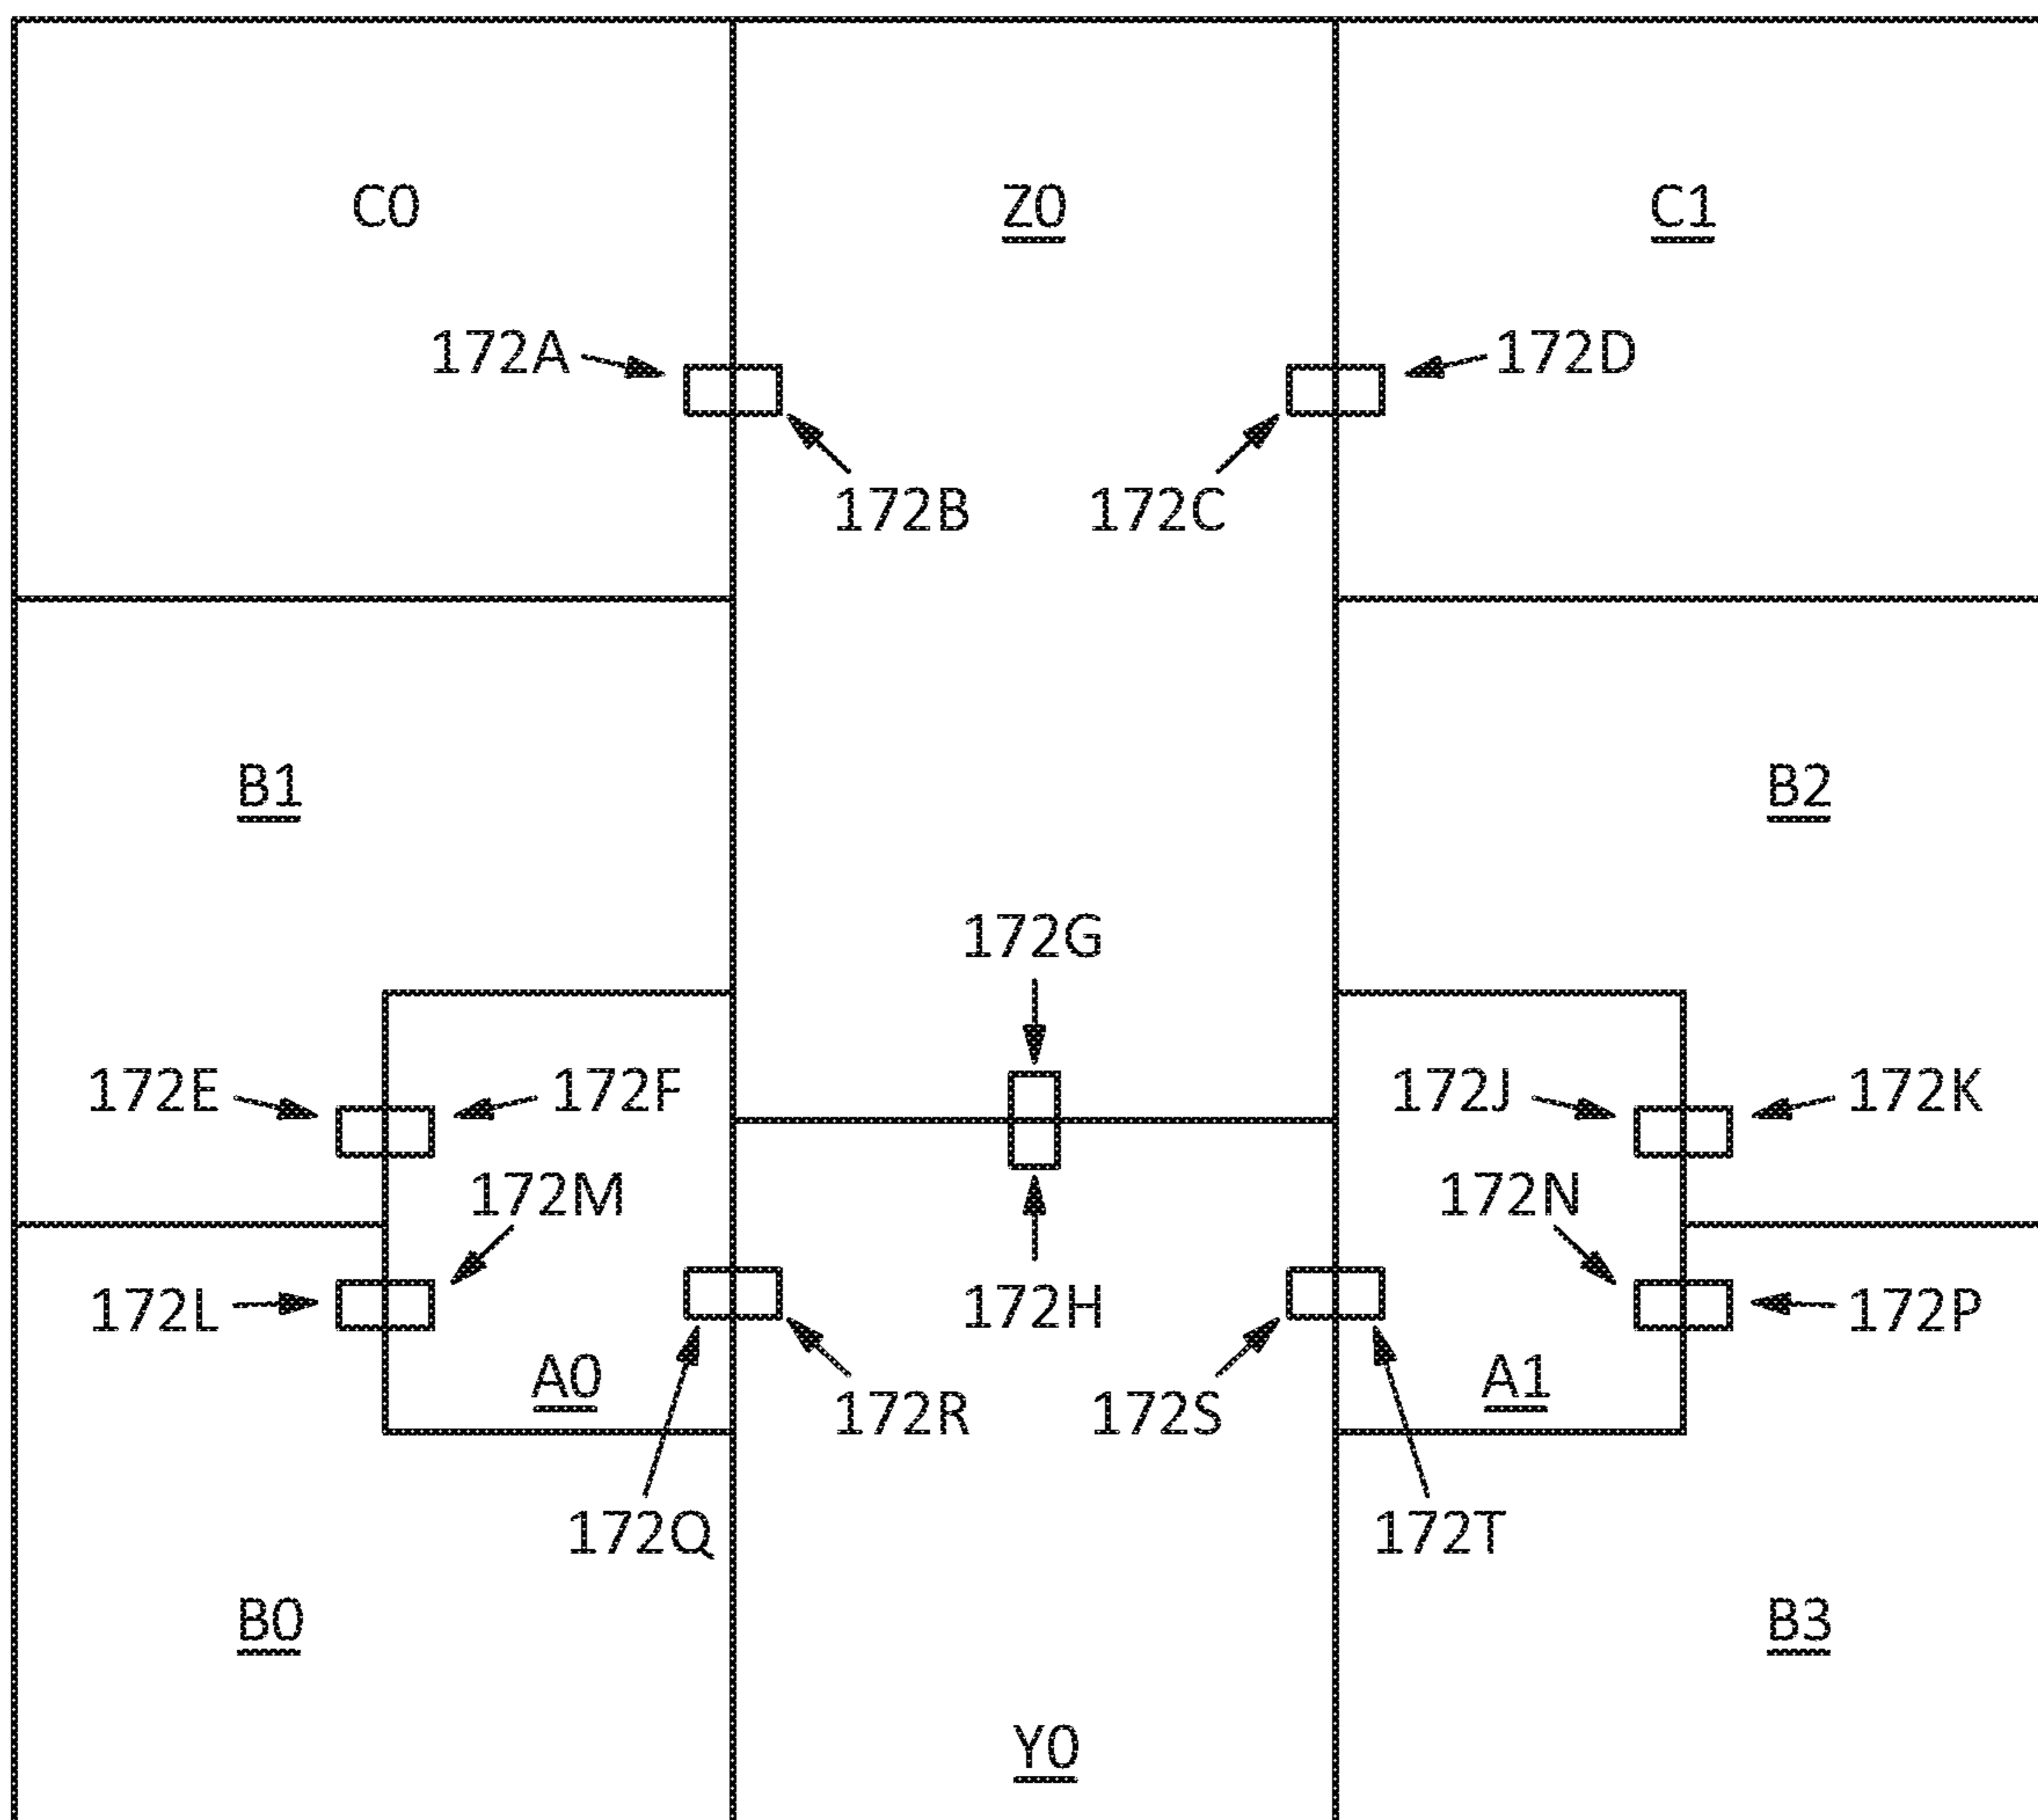 C0 Z0 C1
172A 172D
172B 172C
B1 B2
172G
172E 172F 172J 172K
172M 172N
172L 172H 172P
A0 A1
172R 172S
172Q 172T
B0 B3
Y0